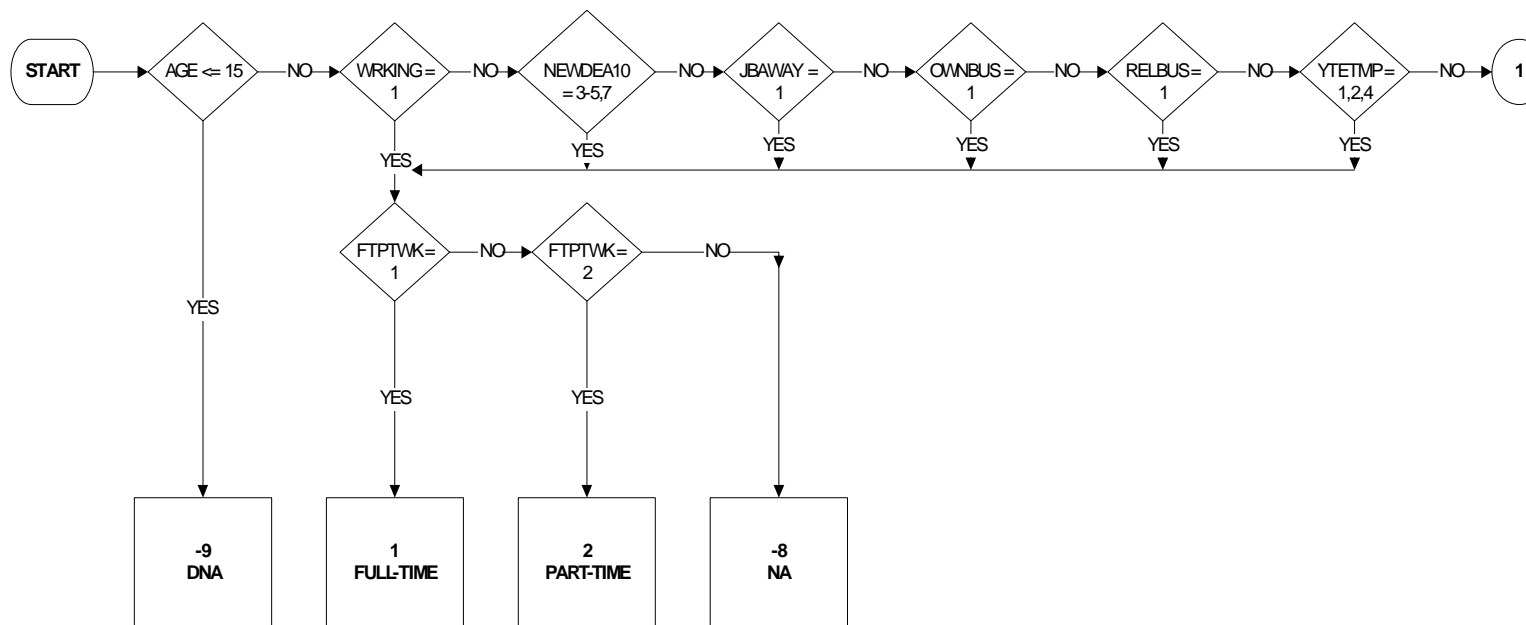 START
AGE <= 15
NO
WRKING =
1
NO
NEWDEA10
= 3-5,7
NO
JBAWAY =
1
NO
OWNBUS =
1
NO
RELBUS =
1
NO
YTETMP =
1,2,4
NO
1
YES
YES
YES
YES
YES
YES
YES
FTPTWK =
1
NO
FTPTWK =
2
NO
YES
YES
YES
-9
DNA
1
FULL-TIME
2
PART-TIME
-8
NA